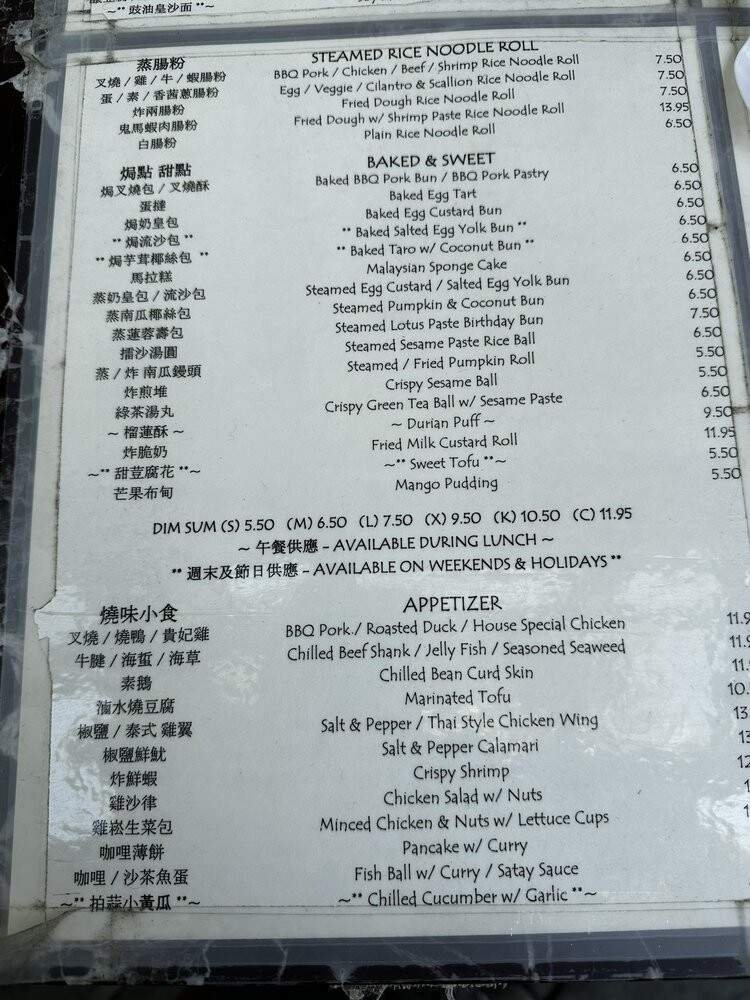 ~** 豉油皇沙面 **~
蒸腸粉 STEAMED RICE NOODLE ROLL
叉燒 / 雞 / 牛 / 蝦腸粉 BBQ Pork / Chicken / Beef / Shrimp Rice Noodle Roll 7.50
蛋 / 素 / 香茜蔥腸粉 Egg / Veggie / Cilantro & Scallion Rice Noodle Roll 7.50
炸兩腸粉 Fried Dough Rice Noodle Roll 7.50
鬼馬蝦肉腸粉 Fried Dough w/ Shrimp Paste Rice Noodle Roll 13.95
白腸粉 Plain Rice Noodle Roll 6.50
焗點 甜點 BAKED & SWEET
焗叉燒包 / 叉燒酥 Baked BBQ Pork Bun / BBQ Pork Pastry 6.50
蛋撻 Baked Egg Tart 6.50
焗奶皇包 Baked Egg Custard Bun 6.50
** 焗流沙包 ** ** Baked Salted Egg Yolk Bun ** 6.50
** 焗芋茸椰絲包 ** ** Baked Taro w/ Coconut Bun ** 6.50
馬拉糕 Malaysian Sponge Cake 6.50
蒸奶皇包 / 流沙包 Steamed Egg Custard / Salted Egg Yolk Bun 6.50
蒸南瓜椰絲包 Steamed Pumpkin & Coconut Bun 6.50
蒸蓮蓉壽包 Steamed Lotus Paste Birthday Bun 7.50
擂沙湯圓 Steamed Sesame Paste Rice Ball 6.50
蒸 / 炸 南瓜饅頭 Steamed / Fried Pumpkin Roll 5.50
炸煎堆 Crispy Sesame Ball 5.50
綠茶湯丸 Crispy Green Tea Ball w/ Sesame Paste 6.50
~ 榴蓮酥 ~ ~ Durian Puff ~ 9.50
炸脆奶 Fried Milk Custard Roll 11.95
~** 甜荳腐花 **~ ~** Sweet Tofu **~ 5.50
芒果布甸 Mango Pudding 5.50
DIM SUM (S) 5.50 (M) 6.50 (L) 7.50 (X) 9.50 (K) 10.50 (C) 11.95
~ 午餐供應 - AVAILABLE DURING LUNCH ~
** 週末及節日供應 - AVAILABLE ON WEEKENDS & HOLIDAYS **
燒味小食 APPETIZER
叉燒 / 燒鴨 / 貴妃雞 BBQ Pork / Roasted Duck / House Special Chicken 11.9
牛腱 / 海蜇 / 海草 Chilled Beef Shank / Jelly Fish / Seasoned Seaweed 11.9
素鵝 Chilled Bean Curd Skin 11.
滷水燒豆腐 Marinated Tofu 10.
椒鹽 / 泰式 雞翼 Salt & Pepper / Thai Style Chicken Wing 13
椒鹽鮮魷 Salt & Pepper Calamari 13
炸鮮蝦 Crispy Shrimp 12
雞沙律 Chicken Salad w/ Nuts 1
雞崧生菜包 Minced Chicken & Nuts w/ Lettuce Cups 1
咖哩薄餅 Pancake w/ Curry
咖哩 / 沙茶魚蛋 Fish Ball w/ Curry / Satay Sauce
~** 拍蒜小黃瓜 **~ ~** Chilled Cucumber w/ Garlic **~